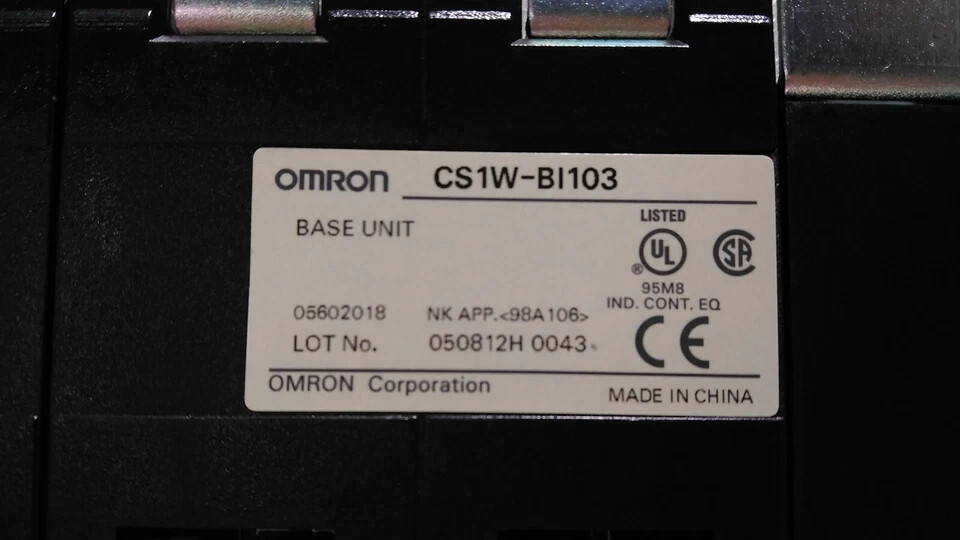 OMRON CS1W-BI103
BASE UNIT
LISTED
UL
®
SA
95M8
IND. CONT. EQ
05602018 NK APP.<98A106>
LOT No. 050812H 0043
CE
OMRON Corporation
MADE IN CHINA